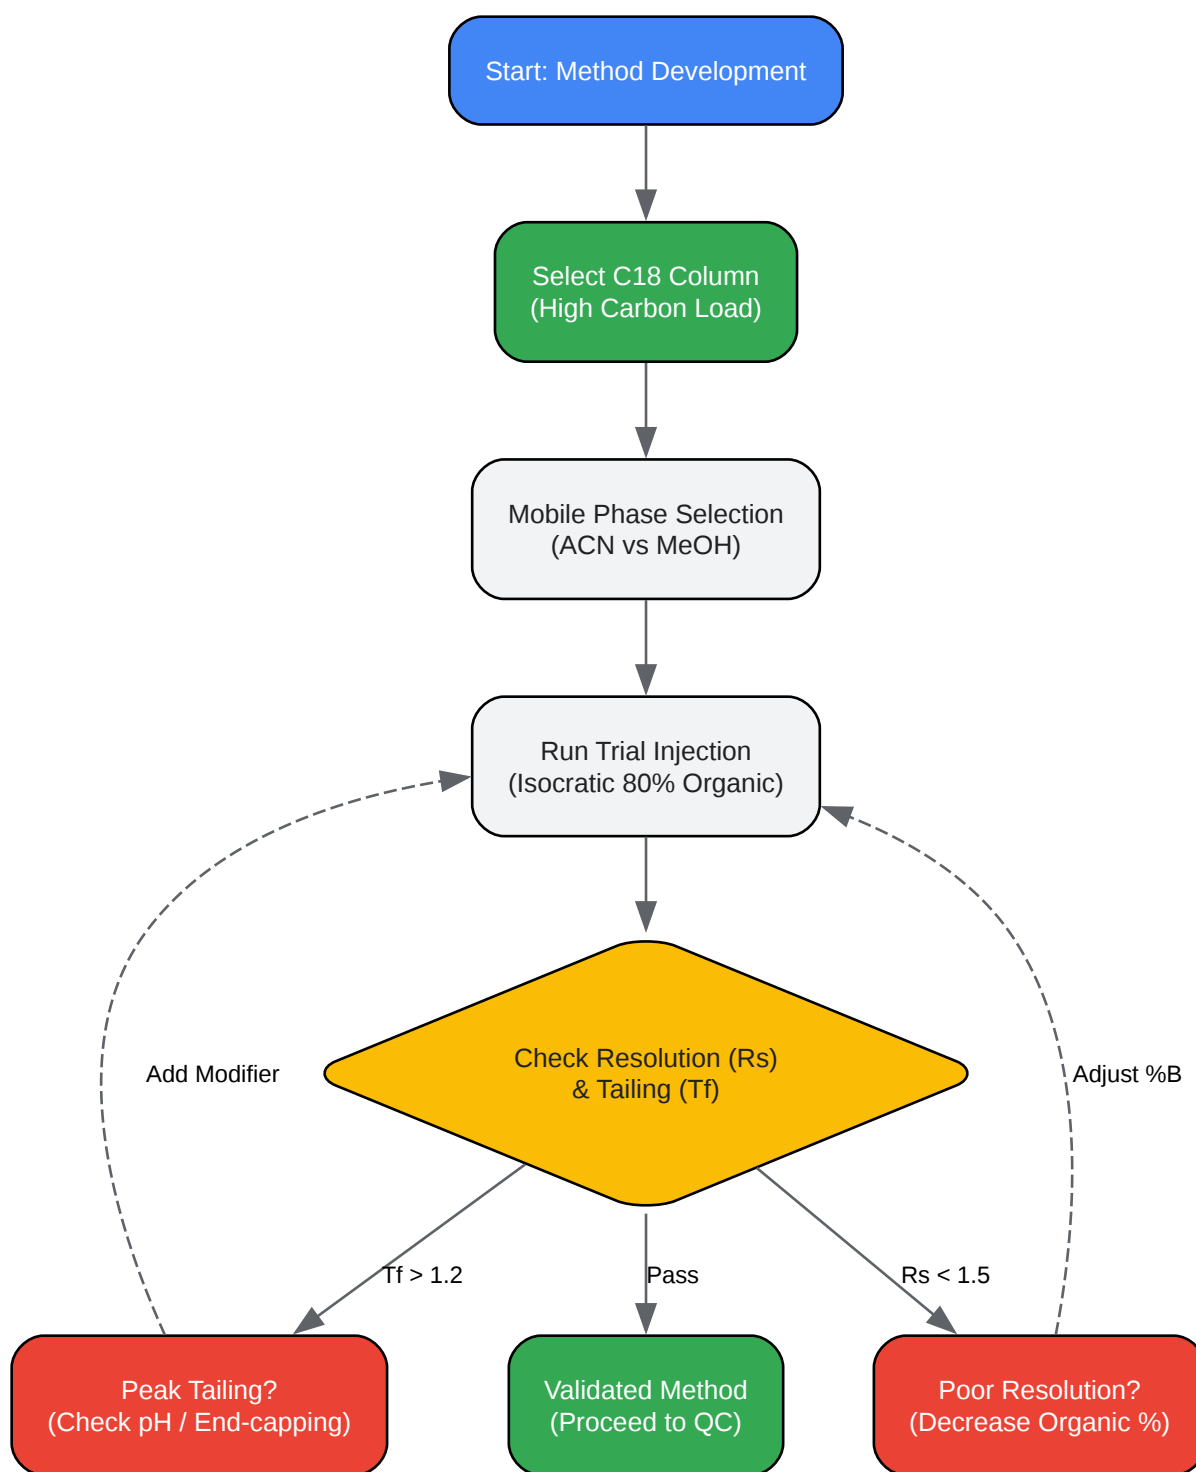 Start: Method Development
Select C18 Column
(High Carbon Load)
Mobile Phase Selection
(ACN vs MeOH)
Run Trial Injection
(Isocratic 80% Organic)
Check Resolution (Rs)
& Tailing (Tf)
Add Modifier
Adjust %B
Tf > 1.2
Pass
Rs < 1.5
Peak Tailing?
(Check pH / End-capping)
Validated Method
(Proceed to QC)
Poor Resolution?
(Decrease Organic %)